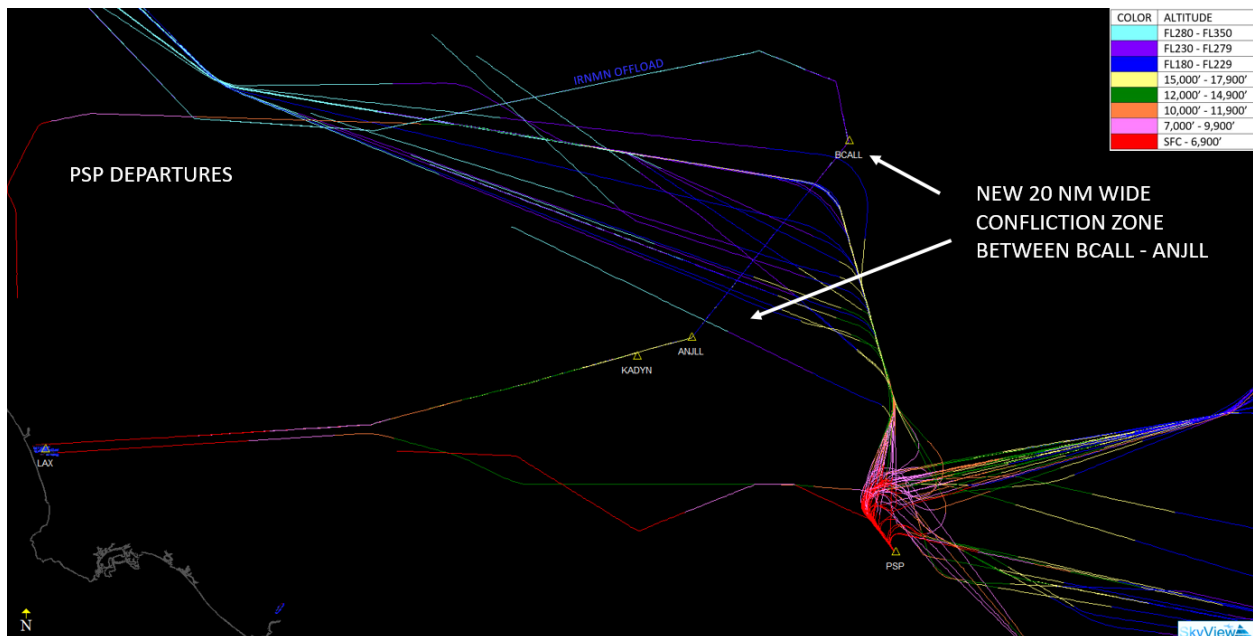 COLOR ALTITUDE
FL280 - FL350
FL230 - FL279
FL180 - FL229
15,000' - 17,900'
12,000' - 14,900'
10,000' - 11,900'
7,000' - 9,900'
SFC - 6,900'
IRNMN OFFLOAD
BCALL
PSP DEPARTURES
NEW 20 NM WIDE
CONFLICTION ZONE
BETWEEN BCALL - ANJLL
ANJLL
KADYN
LAX
PSP
N
SkyView